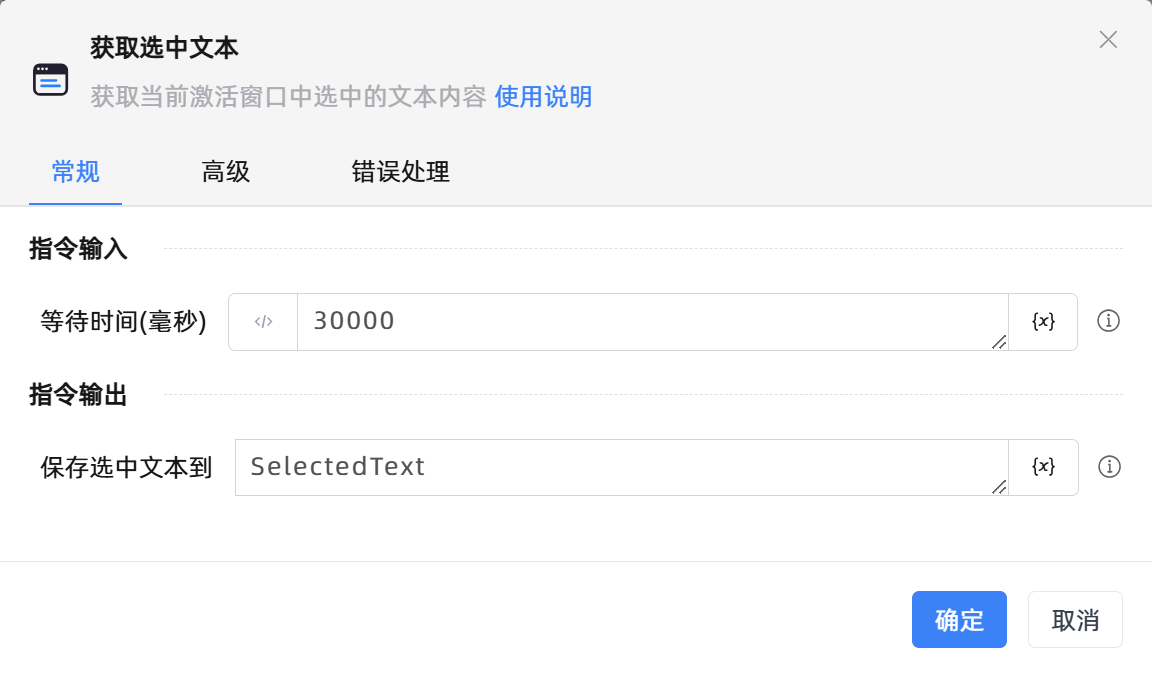 获取选中文本
获取当前激活窗口中选中的文本内容 使用说明
常规 高级 错误处理
指令输入
等待时间(毫秒) </> 30000 {x}
指令输出
保存选中文本到 SelectedText {x}
确定 取消